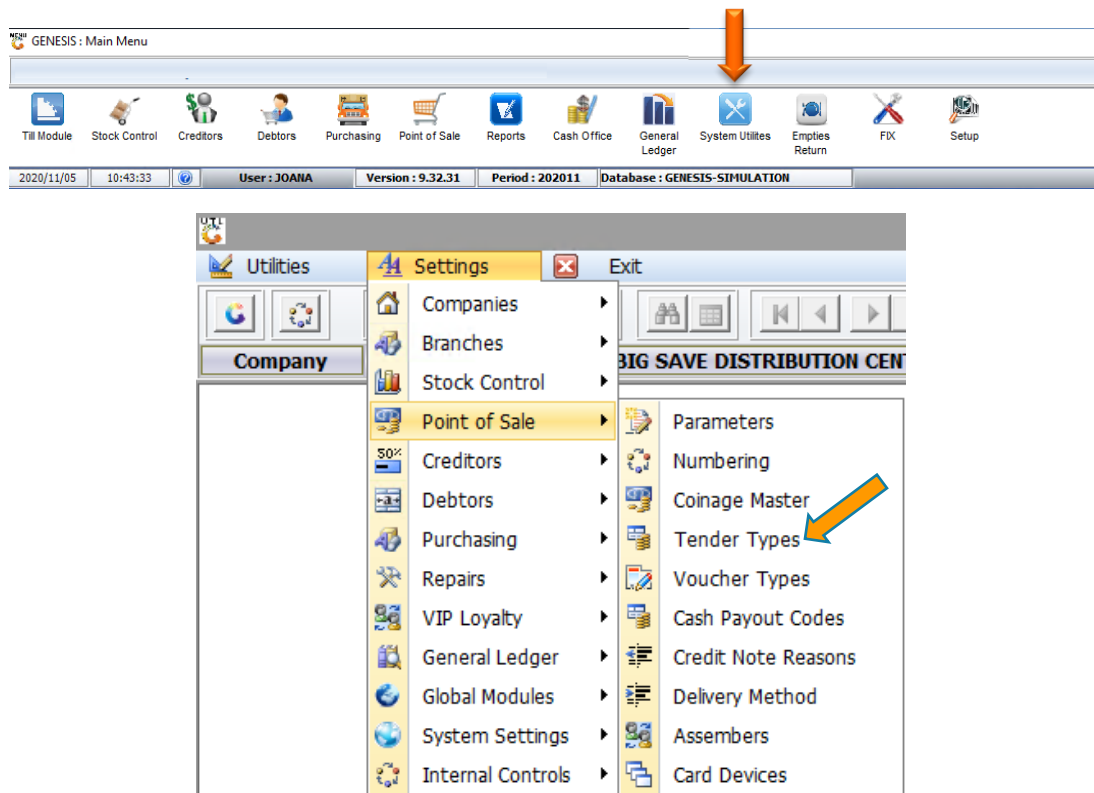 MENU
GENESIS : Main Menu
Till Module Stock Control Creditors Debtors Purchasing Point of Sale Reports Cash Office General Ledger System Utilites Empties Return FIX Setup
2020/11/05 10:43:33 User : JOANA Version : 9.32.31 Period : 202011 Database : GENESIS-SIMULATION
UTL
Utilities Settings Exit
Company BIG SAVE DISTRIBUTION CEN
Companies
Branches
Stock Control
Point of Sale Parameters
50% Creditors Numbering
Debtors Coinage Master
Purchasing Tender Types
Repairs Voucher Types
VIP Loyalty Cash Payout Codes
General Ledger Credit Note Reasons
Global Modules Delivery Method
System Settings Assembers
Internal Controls Card Devices